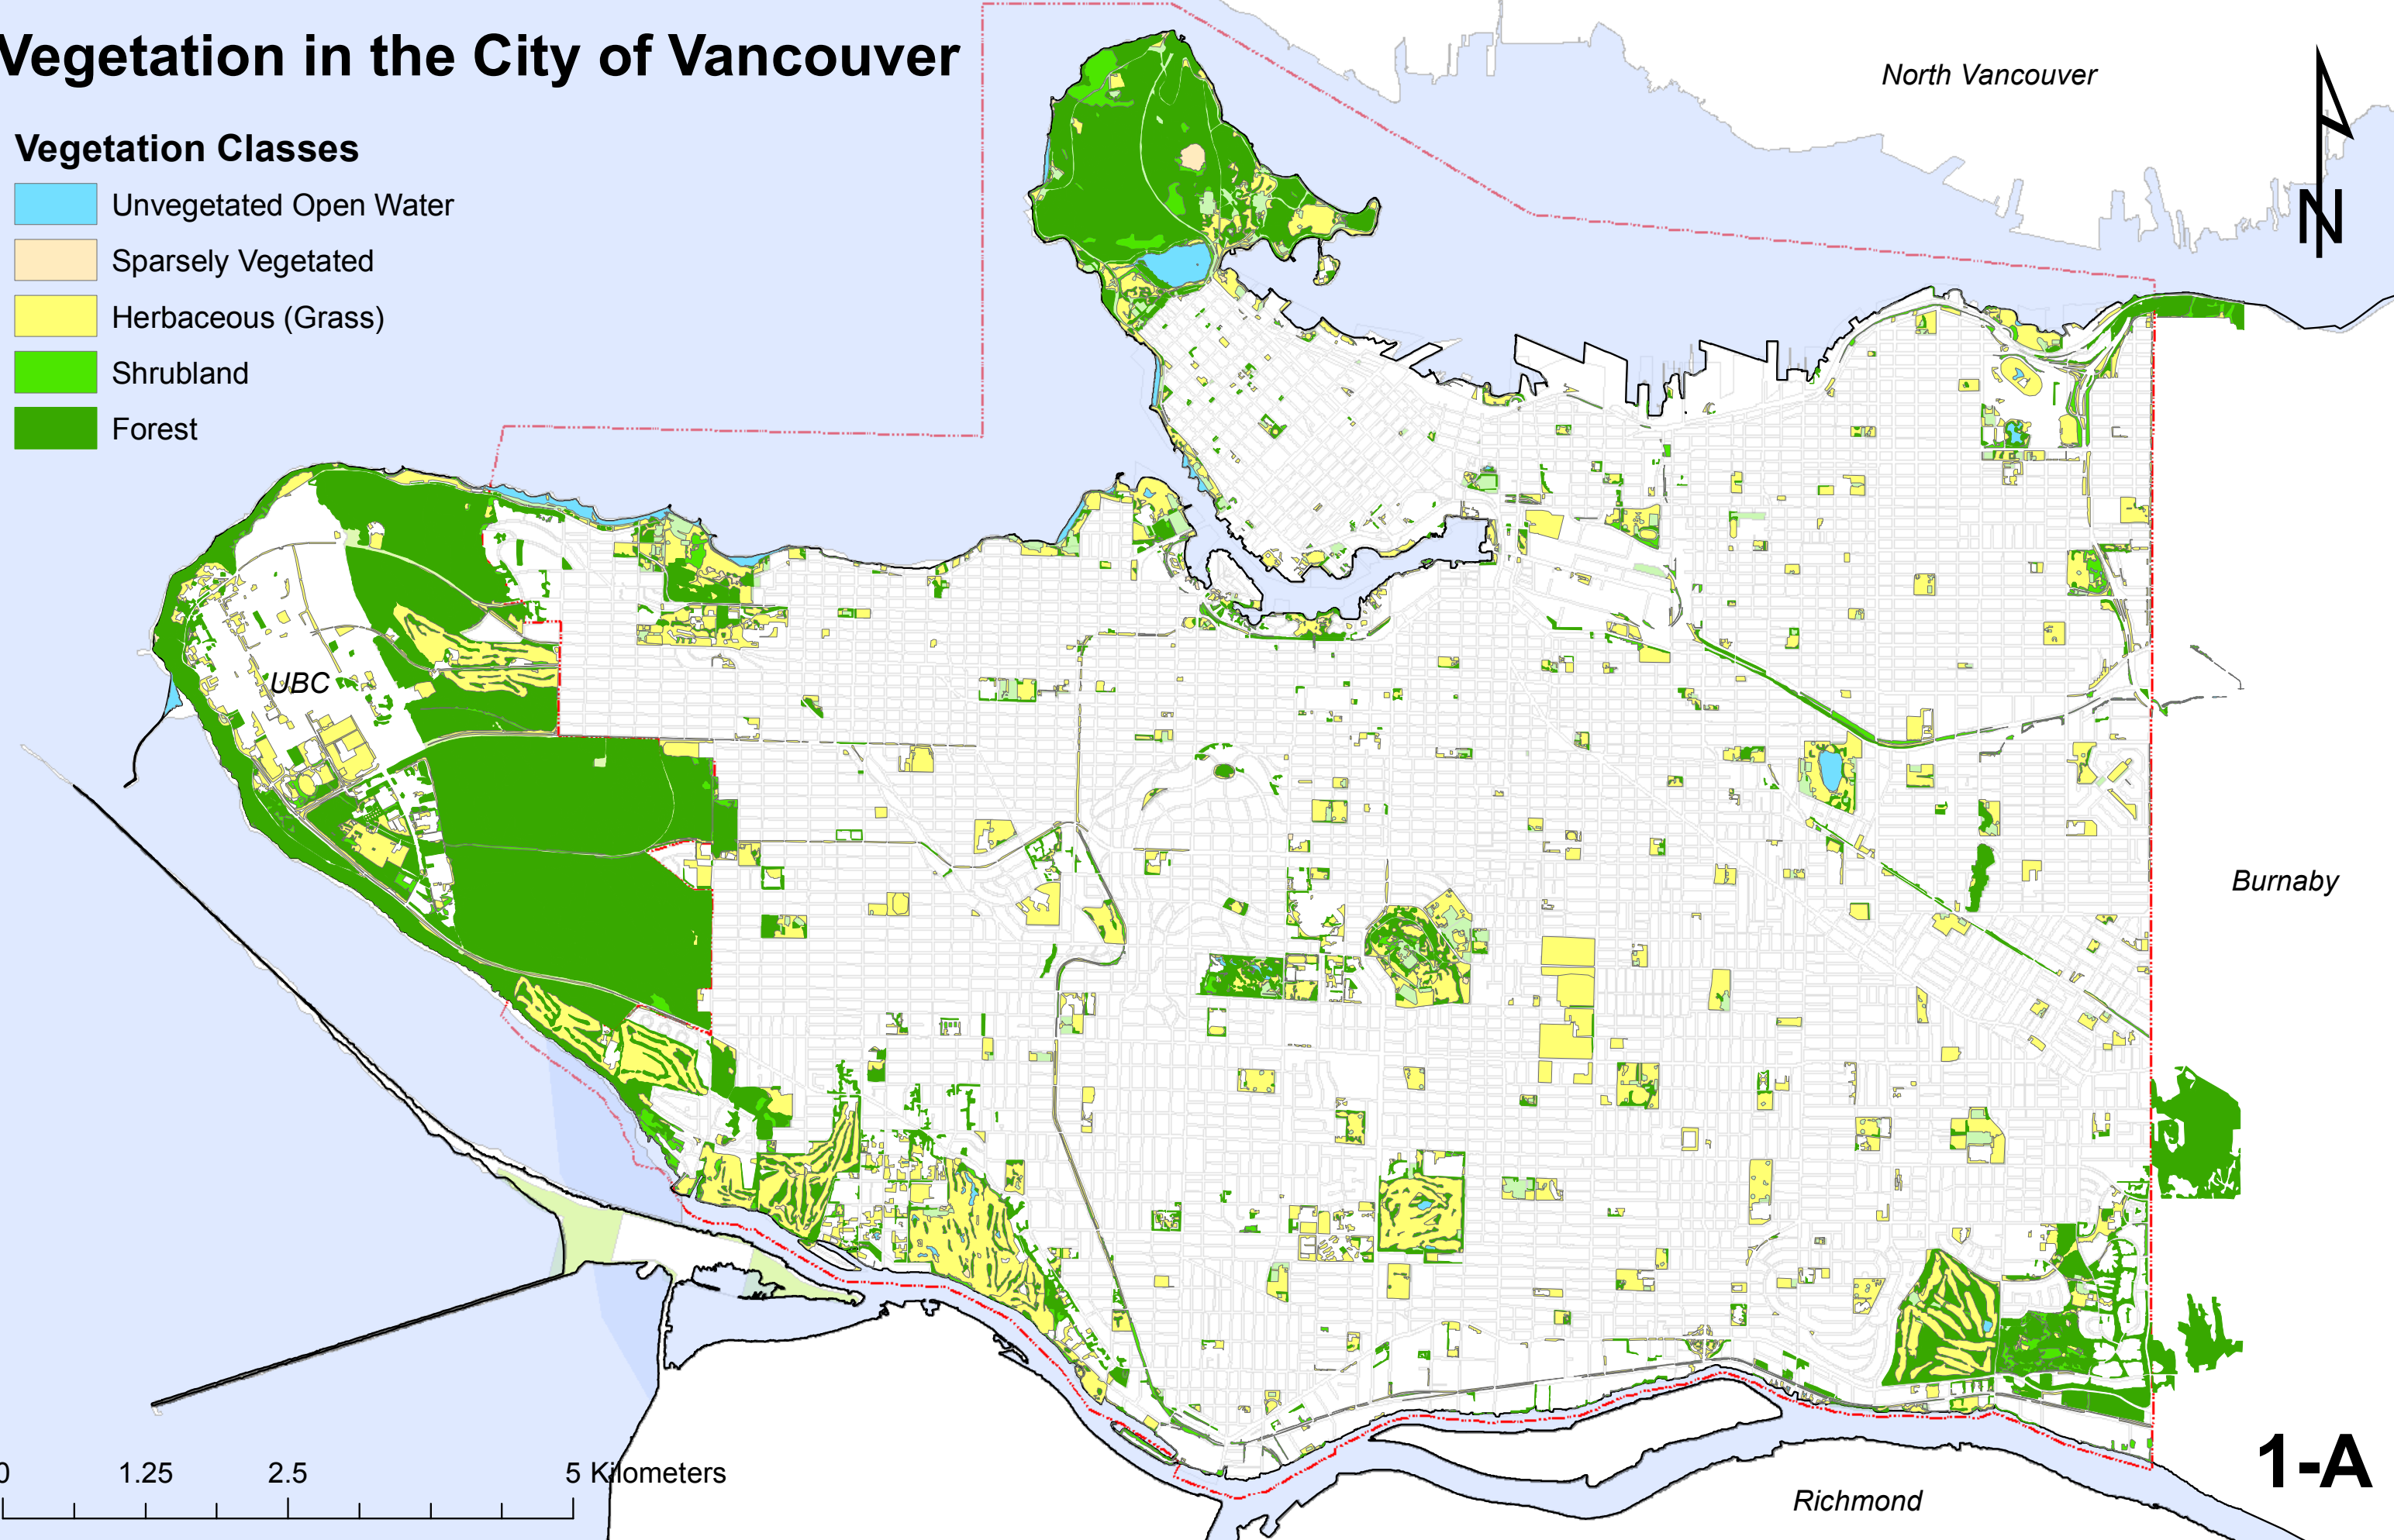 Vegetation in the City of Vancouver
Vegetation Classes
Unvegetated Open Water
Sparsely Vegetated
Herbaceous (Grass)
Shrubland
Forest
North Vancouver
N
UBC
Burnaby
Richmond
0 1.25 2.5 5 Kilometers
1-A